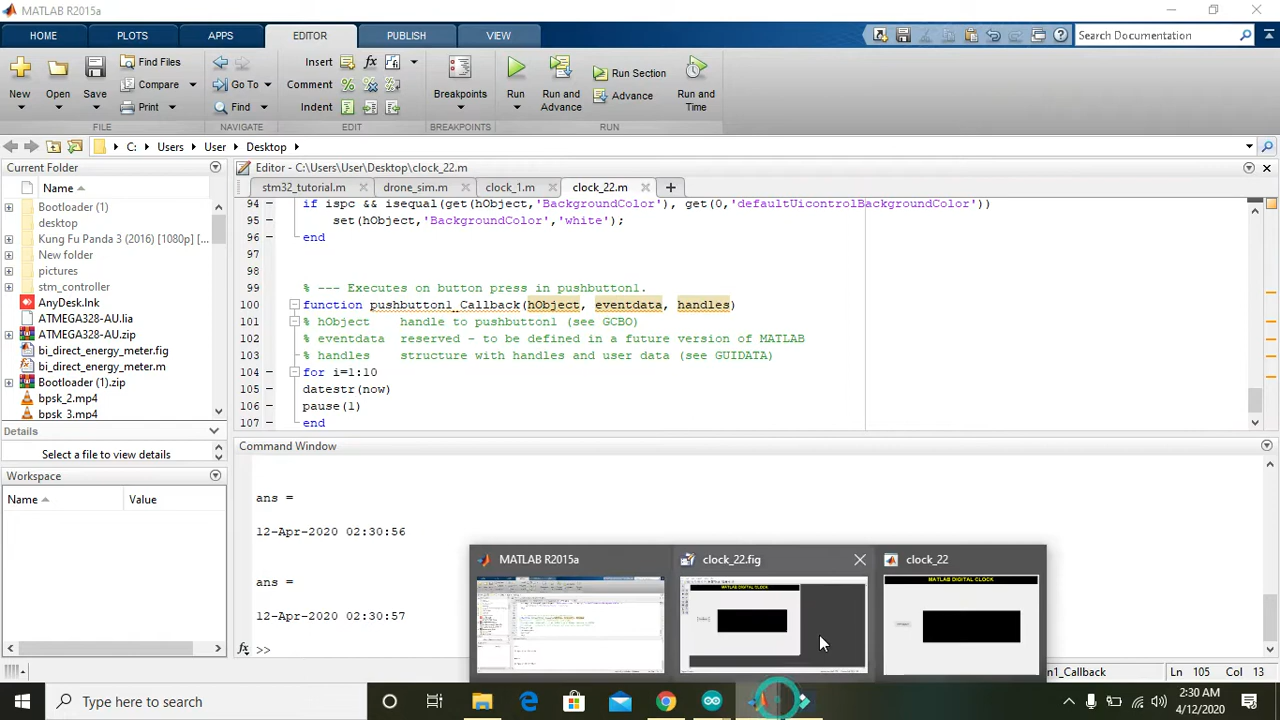 MATLAB R2015a
HOME PLOTS APPS EDITOR PUBLISH VIEW Search Documentation
New Open Save Find Files Compare Print Go To Find Insert Comment Indent Breakpoints Run Run and Advance Run Section Advance Run and Time
FILE NAVIGATE EDIT BREAKPOINTS RUN
C: Users User Desktop
Current Folder
Name
Bootloader (1)
desktop
Kung Fu Panda 3 (2016) [1080p] [...
New folder
pictures
stm_controller
AnyDesk.lnk
ATMEGA328-AU.lia
ATMEGA328-AU.zip
bi_direct_energy_meter.fig
bi_direct_energy_meter.m
Bootloader (1).zip
bpsk_2.mp4
bpsk_3.mp4
Details
Select a file to view details
Workspace
Name Value
Editor - C:\Users\User\Desktop\clock_22.m
stm32_tutorial.m drone_sim.m clock_1.m clock_22.m
94 if ispc && isequal(get(hObject,'BackgroundColor'), get(0,'defaultUicontrolBackgroundColor'))
95 set(hObject,'BackgroundColor','white');
96 end
97
98
99 % --- Executes on button press in pushbutton1.
100 function pushbutton1_Callback(hObject, eventdata, handles)
101 % hObject handle to pushbutton1 (see GCBO)
102 % eventdata reserved - to be defined in a future version of MATLAB
103 % handles structure with handles and user data (see GUIDATA)
104 for i=1:10
105 datestr(now)
106 pause(1)
107 end
Command Window
ans =
12-Apr-2020 02:30:56
ans =
12-Apr-2020 02:30:57
fx >>
MATLAB R2015a clock_22.fig clock_22
MATLAB DIGITAL CLOCK MATLAB DIGITAL CLOCK
n1_Callback Ln 105 Col 13
Type here to search
2:30 AM
4/12/2020